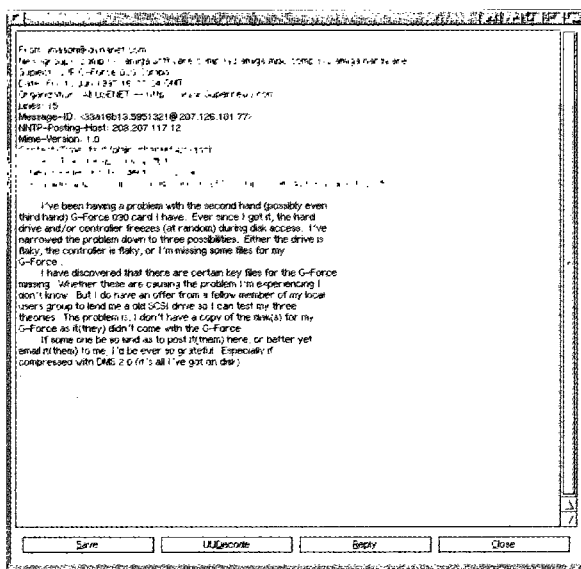 From:
Subject: G-Force
Lines: 15
Message-ID: <33a16b13.5951321@207.126.101.77>
NNTP-Posting-Host: 208.207.117.12
Mime-Version: 1.0
I've been having a problem with the second hand (possibly even
third hand) G-Force 030 card I have. Ever since I got it, the hard
drive and/or controller freezes (at random) during disk access. I've
narrowed the problem down to three possibilities. Either the drive is
flaky, the controller is flaky, or I'm missing some files for my
G-Force.
I have discovered that there are certain key files for the G-Force
missing. Whether these are causing the problem I'm experiencing I
don't know. But I do have an offer from a fellow member of my local
users group to lend me a old SCSI drive so I can test my three
theories. The problem is, I don't have a copy of the disk(s) for my
G-Force as it(they) didn't come with the G-Force
If some one be so kind as to post it(them) here, or better yet
email it(them) to me, I'd be ever so grateful. Especially if
compressed with DMS 2.0 (it's all I've got on disk)
Save UUDecode Reply Close